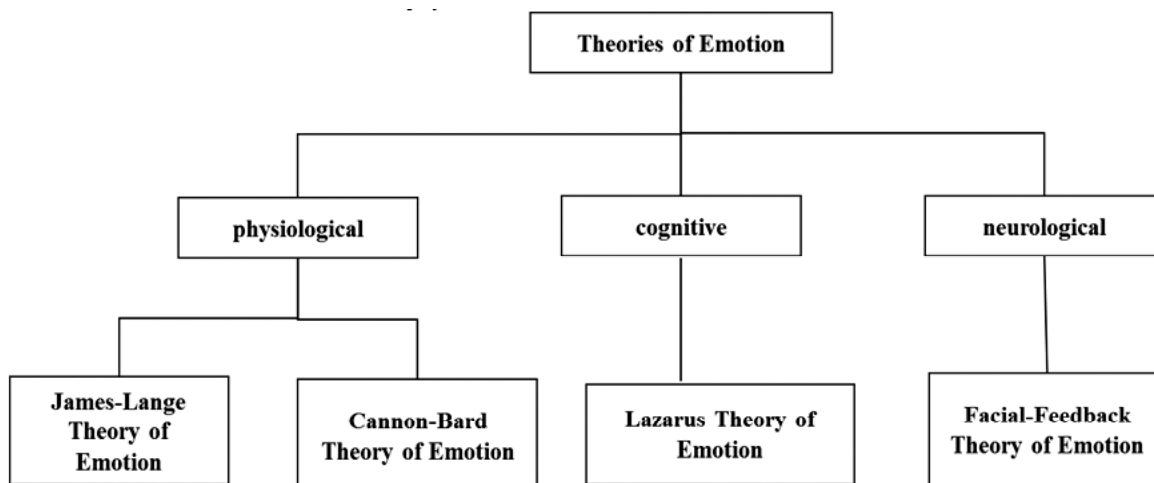 Theories of Emotion
physiological
cognitive
neurological
James-Lange
Theory of
Emotion
Cannon-Bard
Theory of Emotion
Lazarus Theory of
Emotion
Facial-Feedback
Theory of Emotion